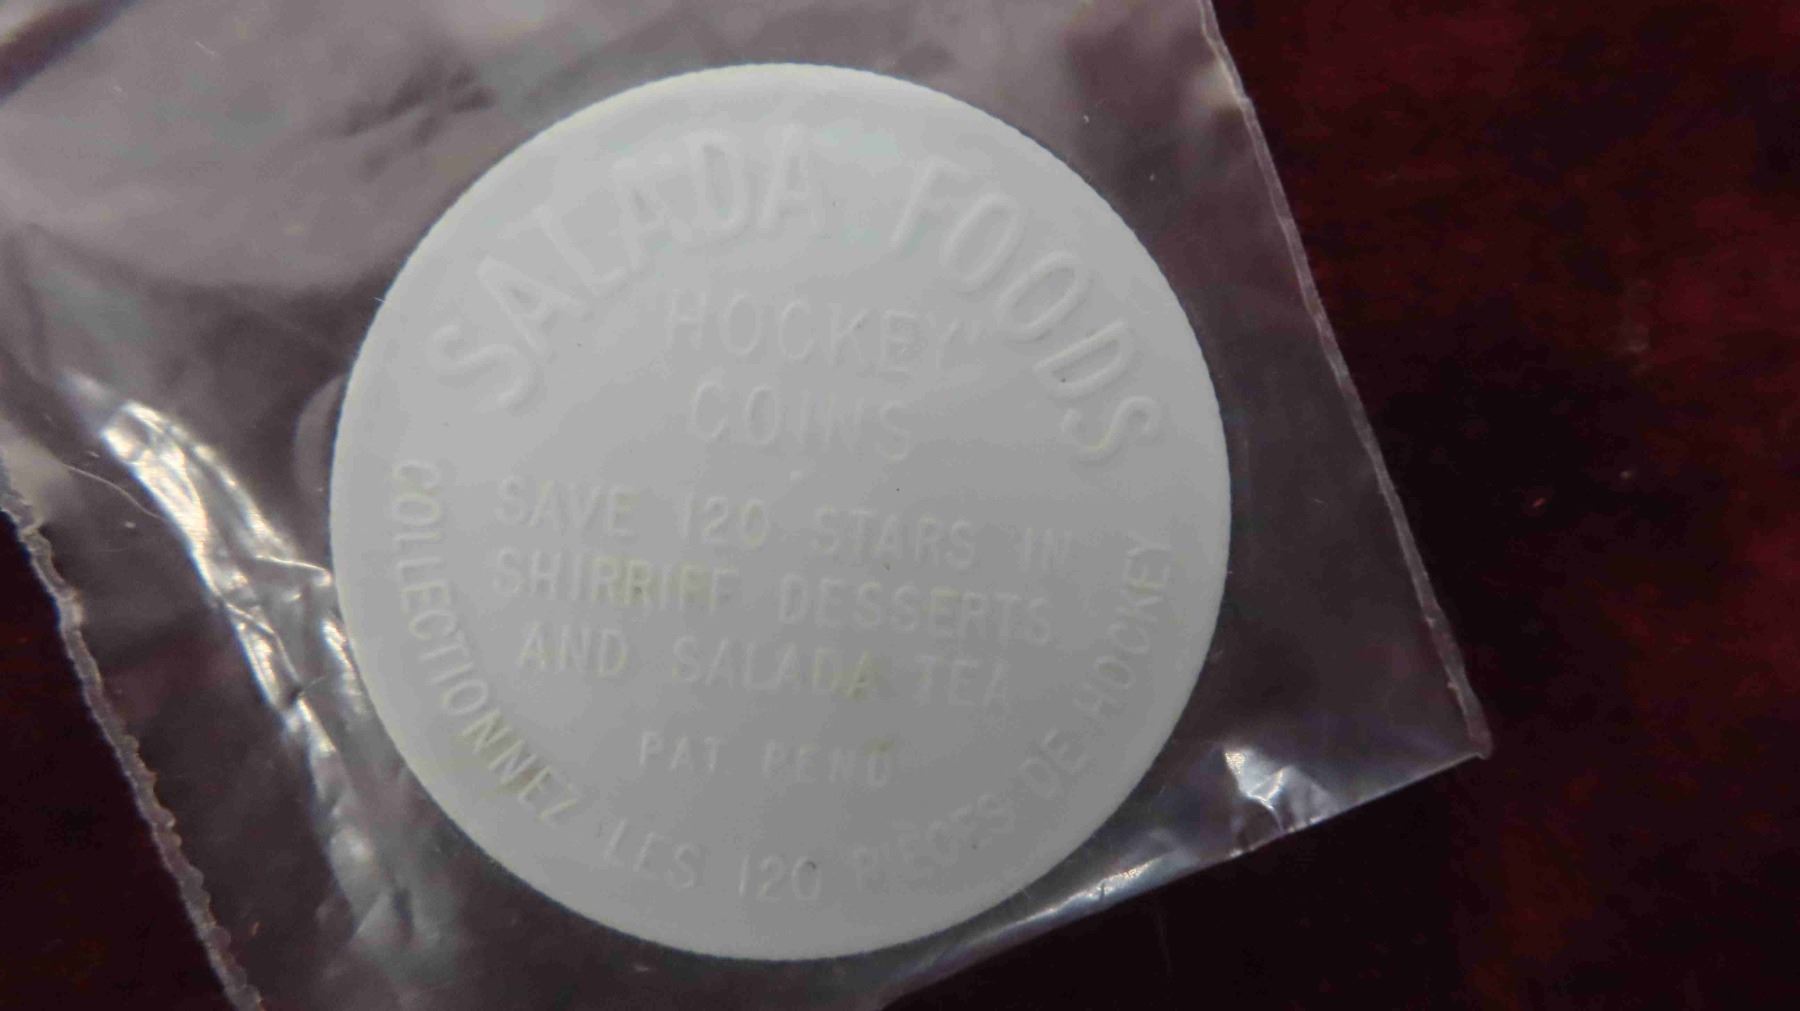 SALADA FOODS
HOCKEY
COINS
SAVE 120 STARS IN
SHIRRIFF DESSERTS
AND SALADA TEA
PAT. PEND
COLLECTIONNEZ LES 120 PIÈCES DE HOCKEY